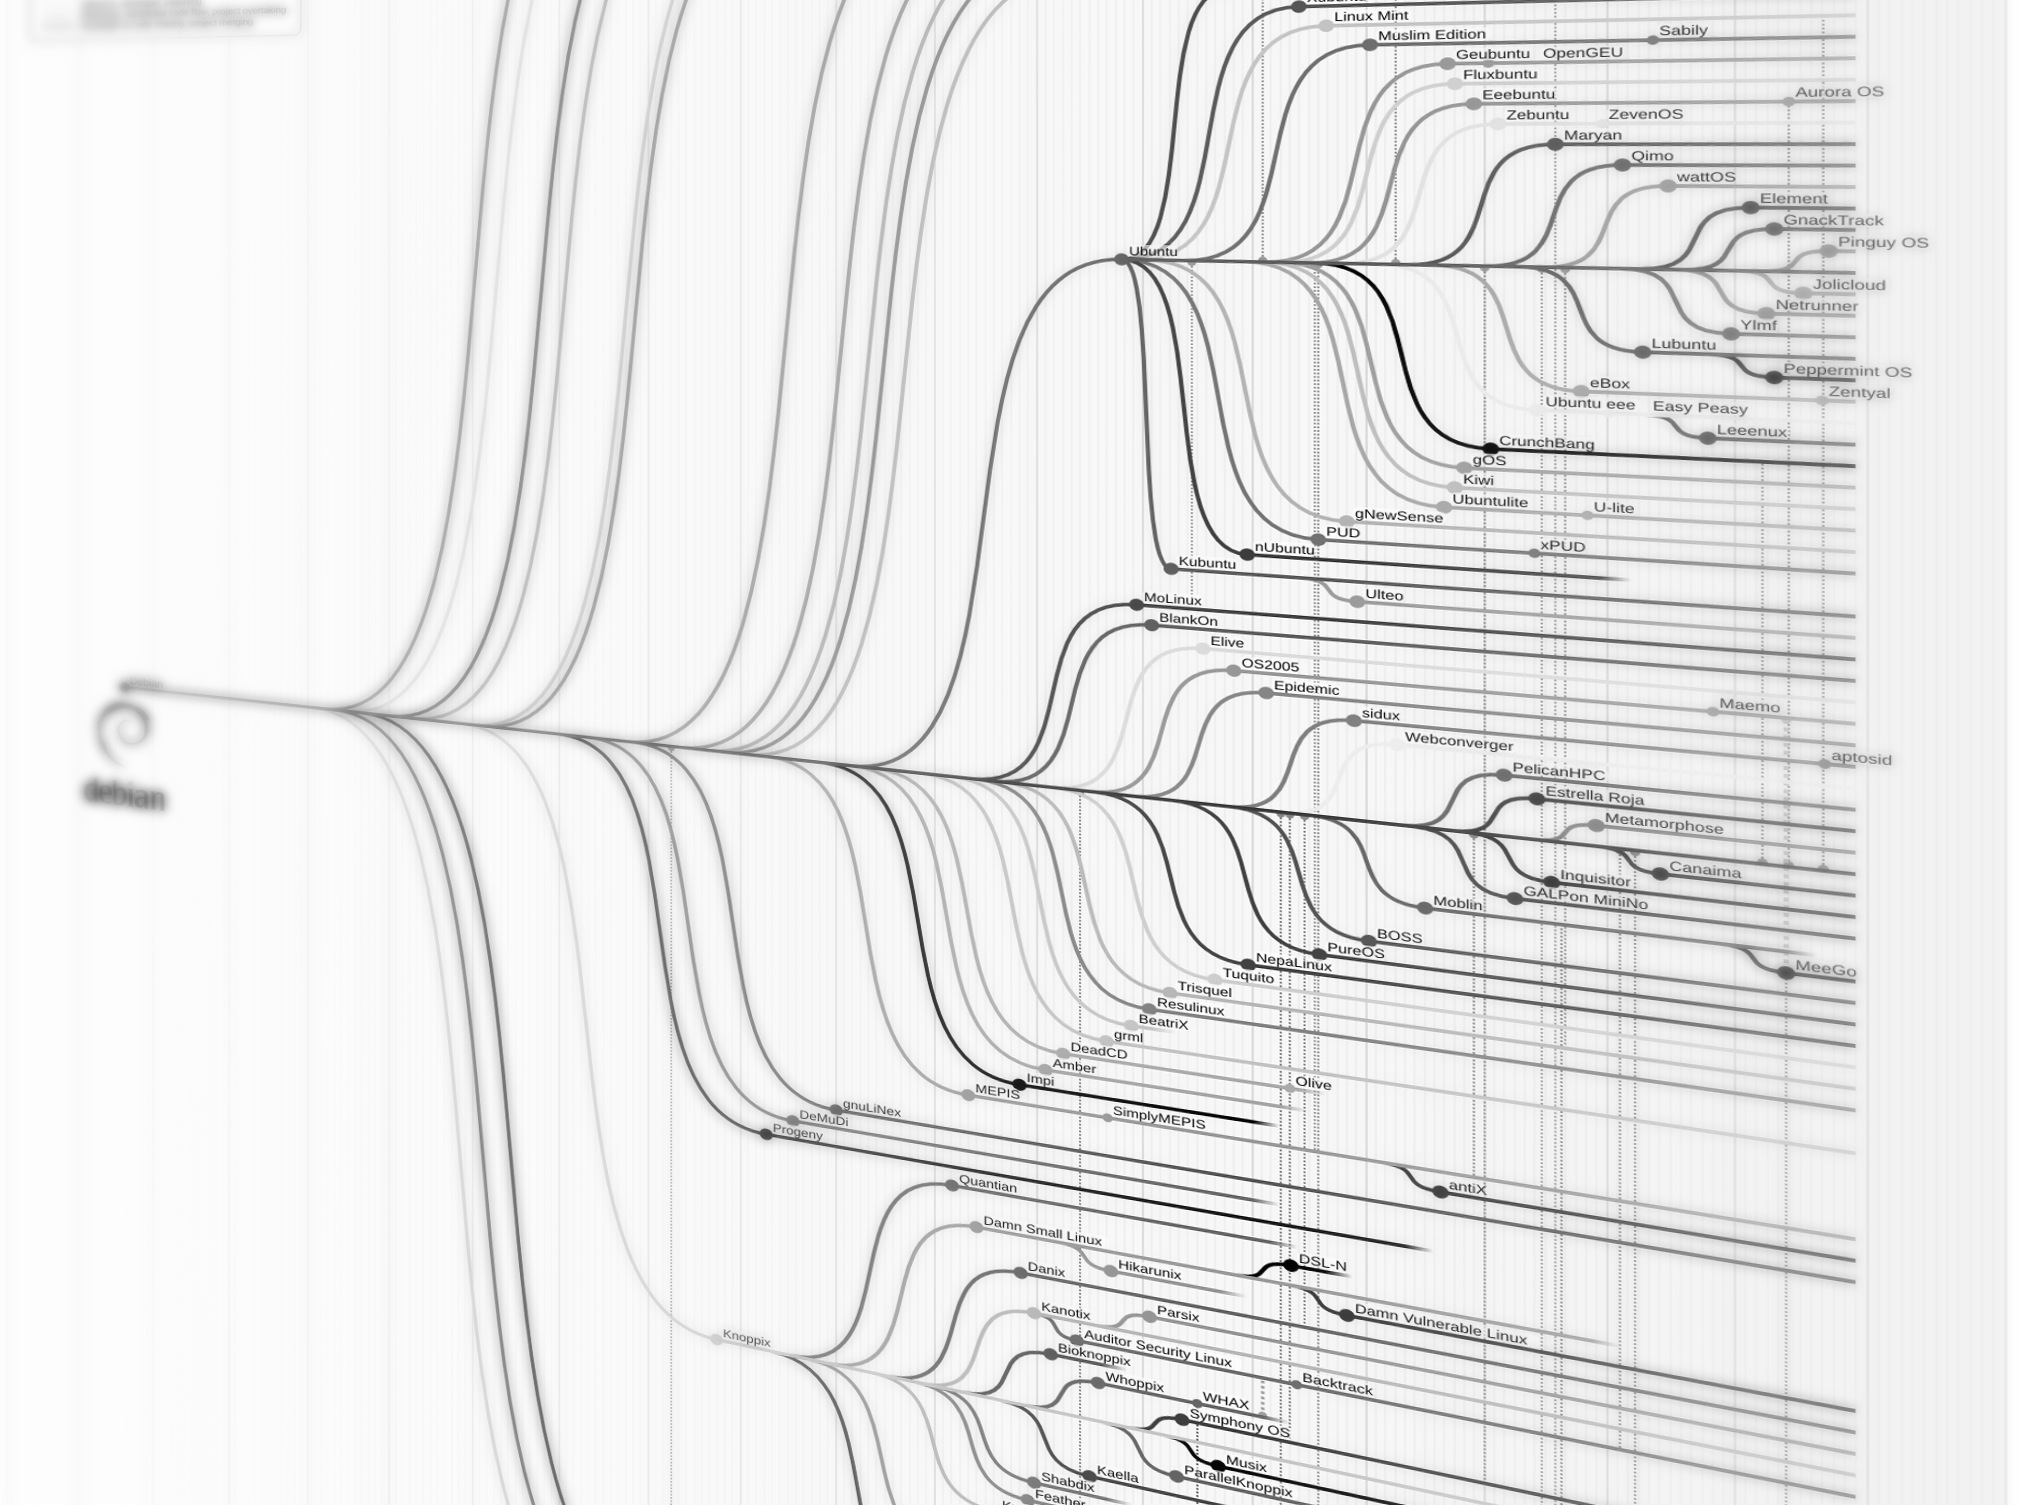 Linux Mint
Muslim Edition
Sabily
Geubuntu
OpenGEU
Fluxbuntu
Eeebuntu
Aurora OS
Zebuntu
ZevenOS
Maryan
Qimo
wattOS
Element
GnackTrack
Pinguy OS
Ubuntu
Jolicloud
Netrunner
Ylmf
Lubuntu
Peppermint OS
eBox
Zentyal
Ubuntu eee
Easy Peasy
Leeenux
CrunchBang
gOS
Kiwi
Ubuntulite
U-lite
gNewSense
PUD
xPUD
nUbuntu
Kubuntu
Ulteo
MoLinux
BlankOn
Elive
OS2005
Maemo
Epidemic
sidux
aptosid
Webconverger
PelicanHPC
Estrella Roja
Metamorphose
debian
Canaima
Inquisitor
GALPon MiniNo
Moblin
BOSS
PureOS
MeeGo
NepaLinux
Tuquito
Trisquel
Resulinux
BeatriX
grml
DeadCD
Amber
Olive
Impi
MEPIS
SimplyMEPIS
gnuLiNex
DeMuDi
Progeny
antiX
Quantian
Damn Small Linux
Hikarunix
DSL-N
Danix
Damn Vulnerable Linux
Kanotix
Parsix
Knoppix
Auditor Security Linux
Bioknoppix
Backtrack
Whoppix
WHAX
Symphony OS
Musix
Kaella
ParallelKnoppix
Shabdix
Feather